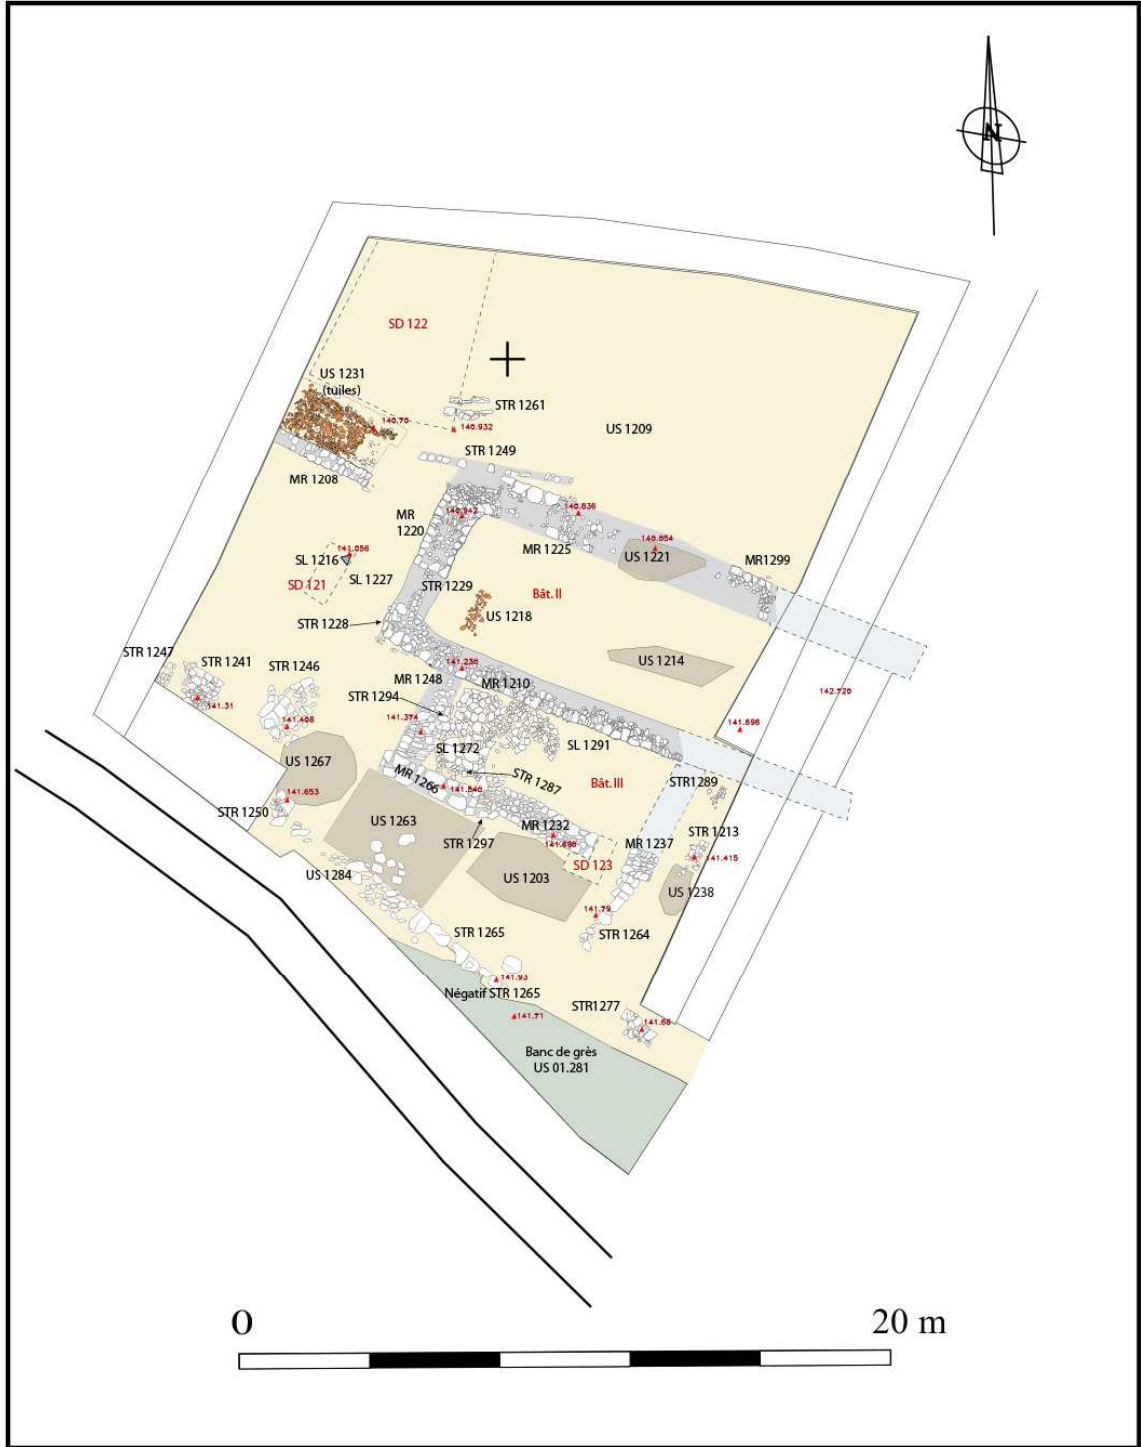 N
SD 122
US 1231
(tuiles)
140.78
STR 1261
140.932
US 1209
STR 1249
MR 1208
MR
1220
140.942
140.836
MR 1225
US 1221
MR1299
141.056
SL 1216
SL 1227
SD 121
STR 1229
Bât. II
US 1218
STR 1228
STR 1247
STR 1241
STR 1246
US 1214
141.236
MR 1248
MR 1210
STR 1294
142.726
141.31
141.408
141.374
141.696
SL 1272
SL 1291
US 1267
MR 1266
STR 1287
Bât. III
STR1289
141.653
STR 1250
US 1263
MR 1232
STR 1213
STR 1297
MR 1237
141.415
SD 123
US 1284
US 1203
US 1238
141.79
STR 1265
STR 1264
141.93
Négatif STR 1265
STR1277
141.71
141.66
Banc de grès
US 01.281
0
20 m